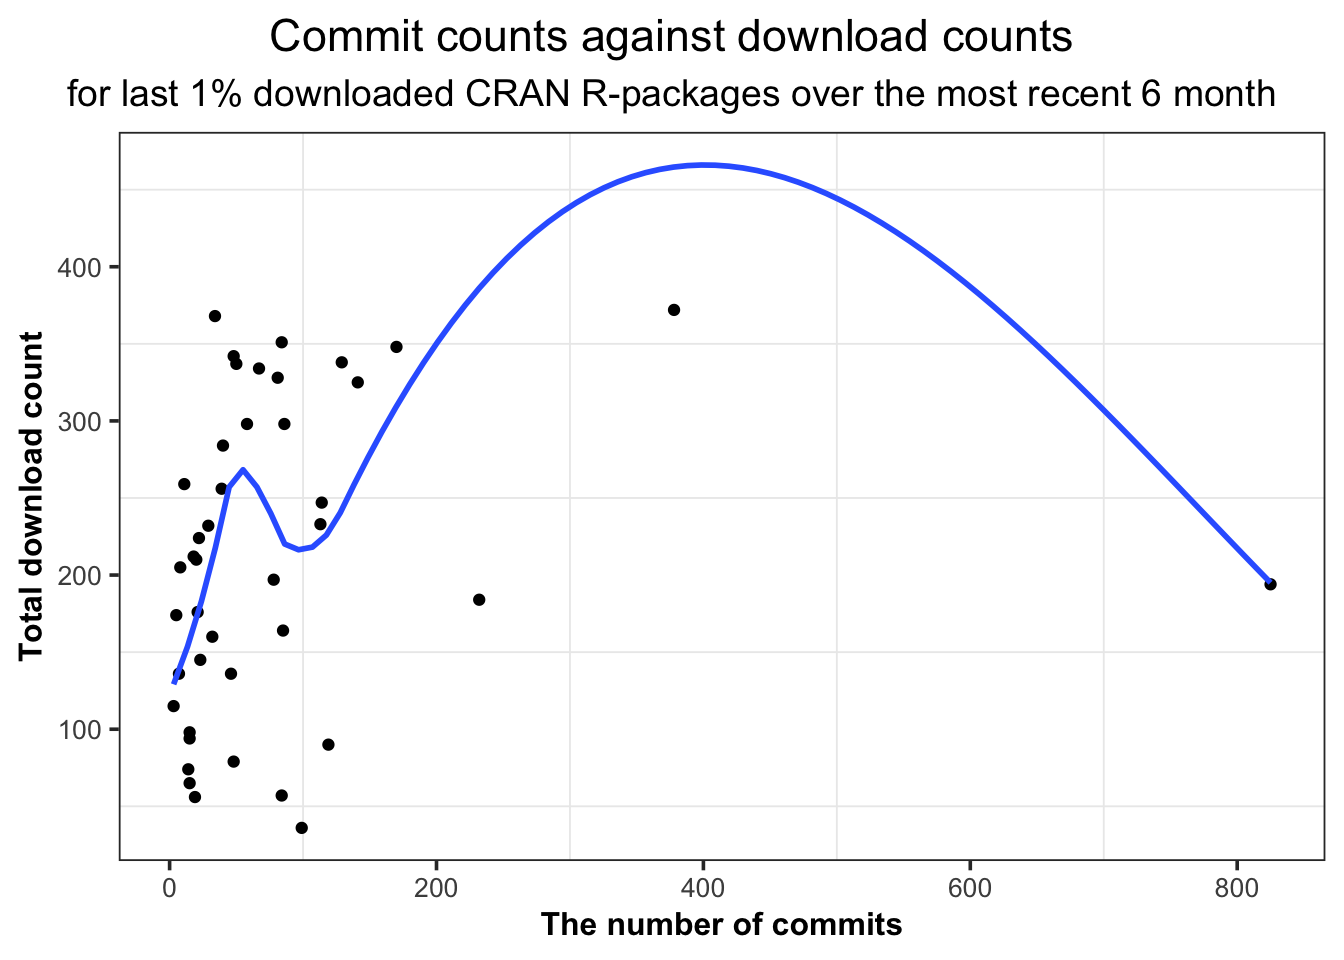 Commit counts against download counts
for last 1% downloaded CRAN R-packages over the most recent 6 month
Total download count
400
300
200
100
0 200 400 600 800
The number of commits